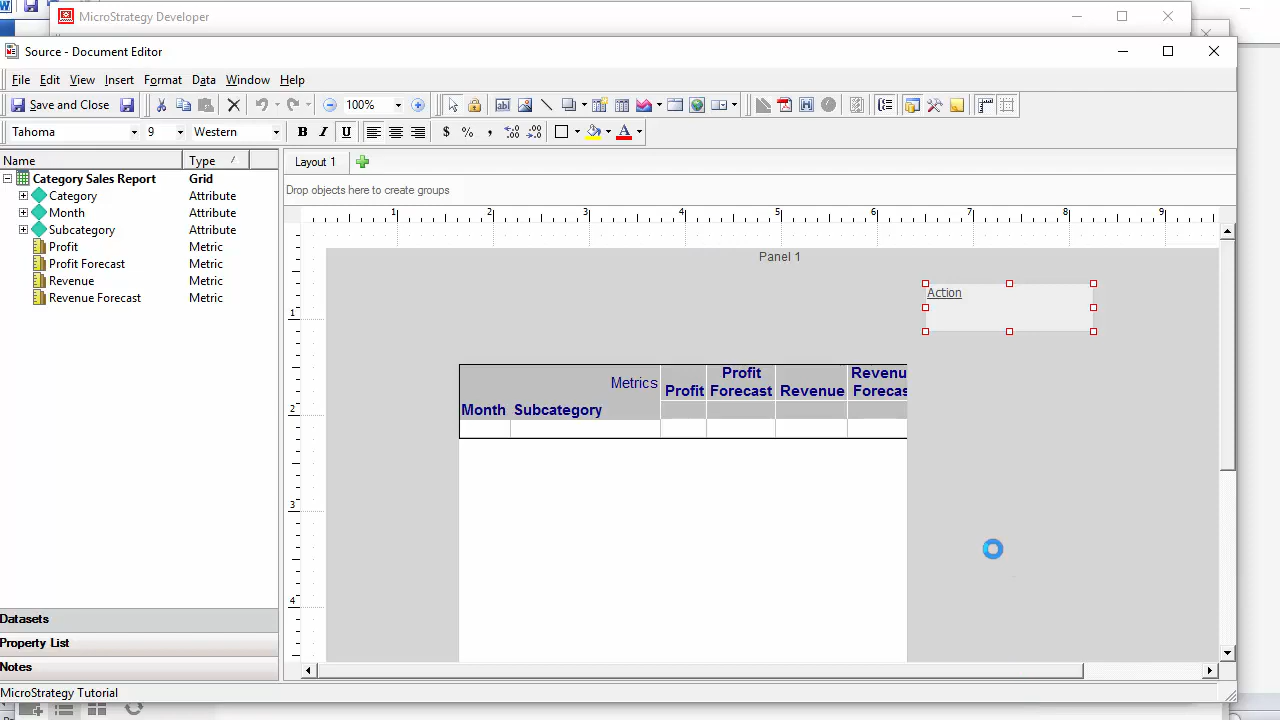 MicroStrategy Developer
Source - Document Editor
File Edit View Insert Format Data Window Help
Save and Close 100%
Tahoma 9 Western B I U $ % , A
Name Type
Category Sales Report Grid
Category Attribute
Month Attribute
Subcategory Attribute
Profit Metric
Profit Forecast Metric
Revenue Metric
Revenue Forecast Metric
Datasets
Property List
Notes
MicroStrategy Tutorial
Layout 1
Drop objects here to create groups
1 2 3 4 5 6 7 8 9
1
2
3
4
Panel 1
Action
Metrics Profit Profit Forecast Revenue Revenu Forecas
Month Subcategory